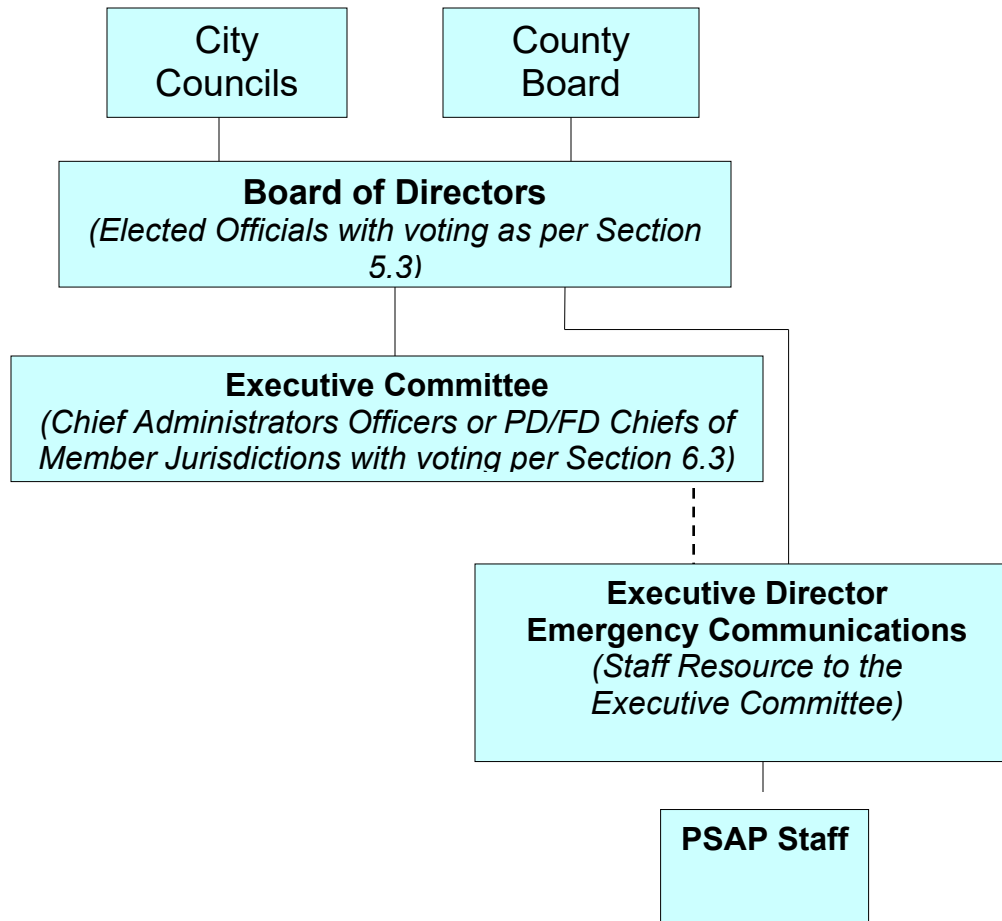 City
Councils
County
Board
Board of Directors
(Elected Officials with voting as per Section
5.3)
Executive Committee
(Chief Administrators Officers or PD/FD Chiefs of
Member Jurisdictions with voting per Section 6.3)
Executive Director
Emergency Communications
(Staff Resource to the
Executive Committee)
PSAP Staff